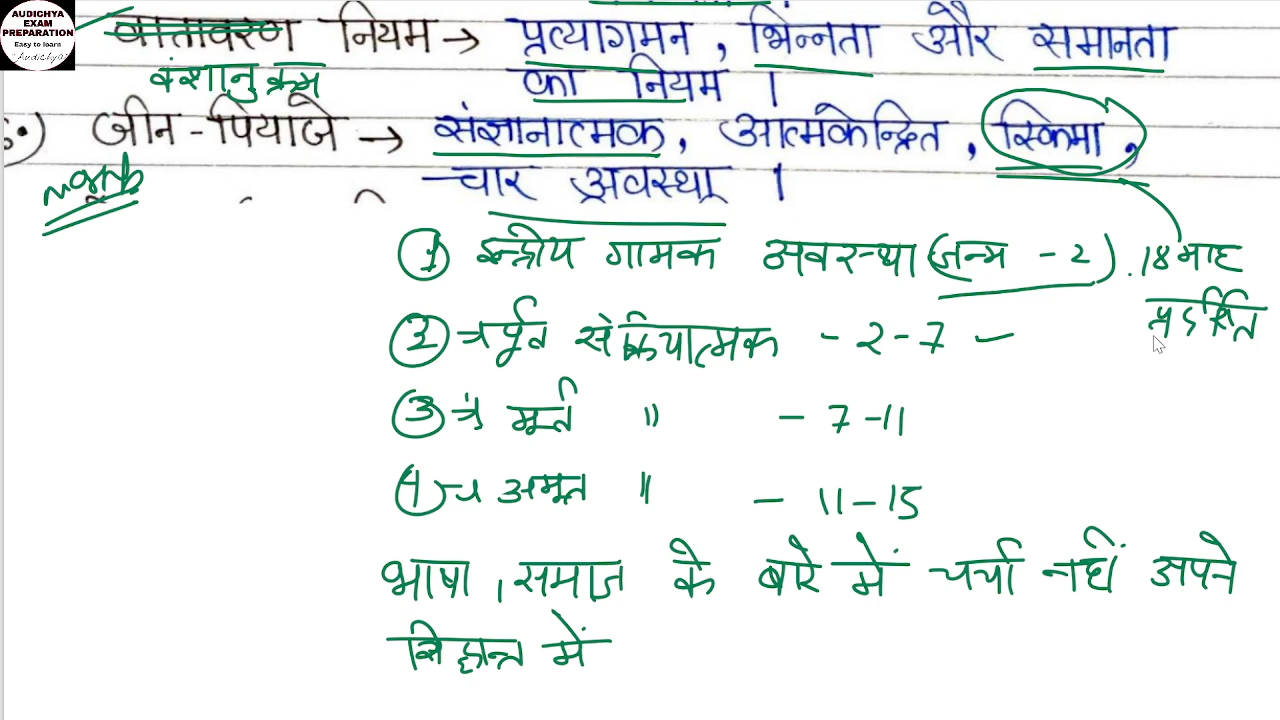 AUDICHYA
EXAM
PREPARATION
Easy to learn
वातावरण नियम → प्रत्यागमन, भिन्नता और समानता
वंशानुक्रम
का नियम ।
जीन-पियाजे → संज्ञानात्मक, आत्मकेन्द्रित, स्किमा,
चार अवस्था ।
① इन्द्रीय गामक अवस्था (जन्म - 2) . 18 माह
② → पूर्व संक्रियात्मक - 2-7 -
③ → मूर्त " - 7-11
④ → अमूर्त " - 11-15
भाषा, समाज के बारे में चर्चा नहीं अपने
सिद्धान्त में